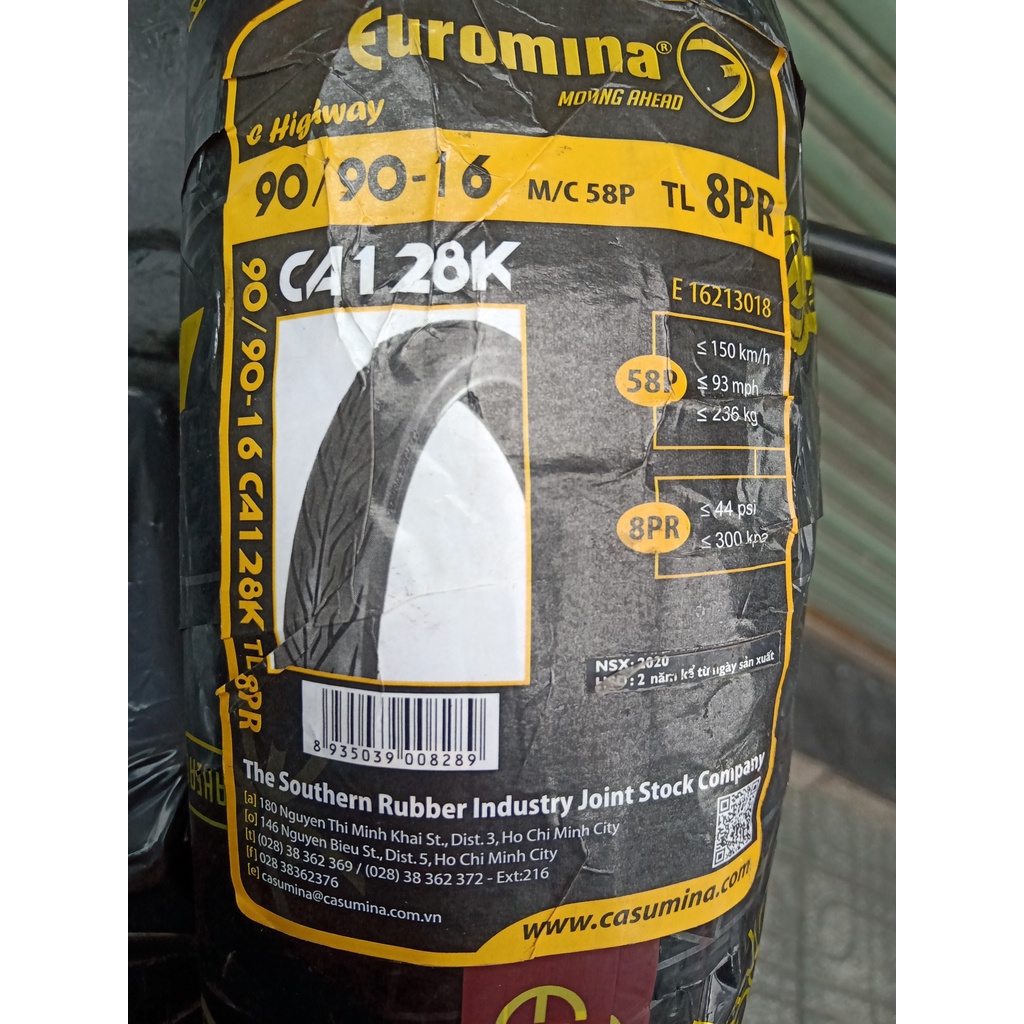 Euromina®
MOVING AHEAD
e Highway
90/90-16 M/C 58P TL 8PR
CA128K
E 16213018
58P
≤ 150 km/h
≤ 93 mph
≤ 236 kg
8PR
≤ 44 psi
≤ 300 kpa
90/90-16 CA128K TL 8PR
NSX: 2020
HSD: 2 năm kể từ ngày sản xuất
8 935039 008289
The Southern Rubber Industry Joint Stock Company
[a] 180 Nguyen Thi Minh Khai St., Dist. 3, Ho Chi Minh City
[o] 146 Nguyen Bieu St., Dist. 5, Ho Chi Minh City
[t] (028) 38 362 369 / (028) 38 362 372 - Ext:216
[f] 028 38362376
[e] casumina@casumina.com.vn
www.casumina.com